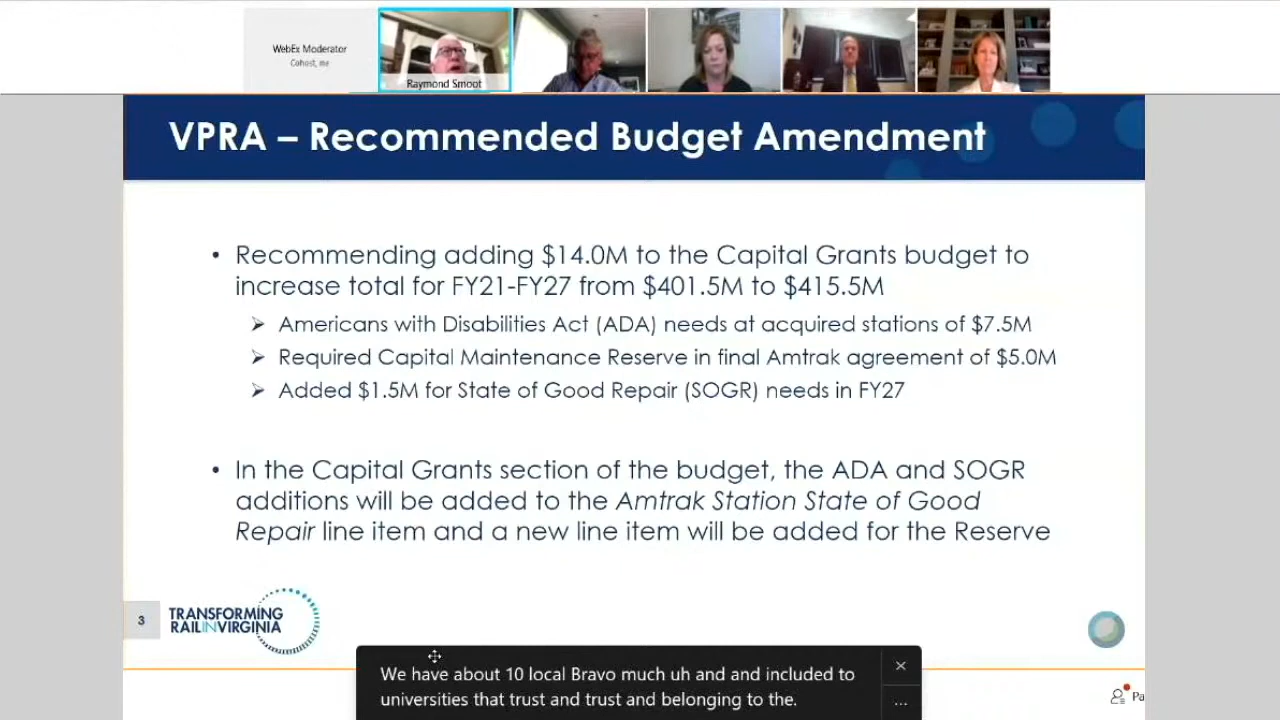 WebEx Moderator
Cohost, me
Raymond Smoot
VPRA – Recommended Budget Amendment
• Recommending adding $14.0M to the Capital Grants budget to
increase total for FY21-FY27 from $401.5M to $415.5M
➢ Americans with Disabilities Act (ADA) needs at acquired stations of $7.5M
➢ Required Capital Maintenance Reserve in final Amtrak agreement of $5.0M
➢ Added $1.5M for State of Good Repair (SOGR) needs in FY27
• In the Capital Grants section of the budget, the ADA and SOGR
additions will be added to the Amtrak Station State of Good
Repair line item and a new line item will be added for the Reserve
3
TRANSFORMING
RAILINVIRGINIA
We have about 10 local Bravo much uh and and included to
universities that trust and trust and belonging to the.
Pa